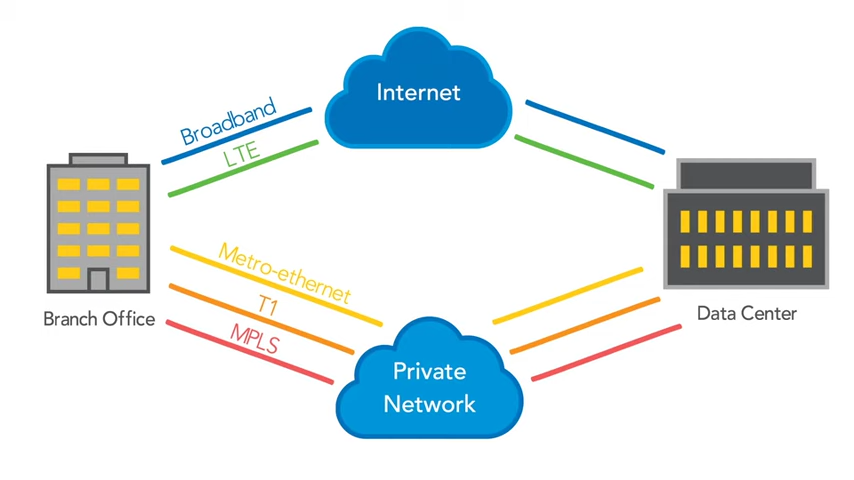 Internet
Broadband
LTE
Metro-ethernet
T1
MPLS
Branch Office
Data Center
Private
Network